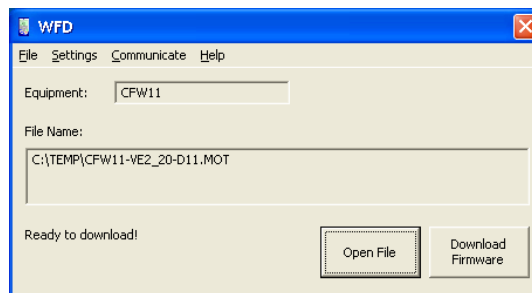 WFD
File Settings Communicate Help
Equipment: CFW11
File Name:
C:\TEMP\CFW11-VE2_20-D11.MOT
Ready to download!
Open File
Download
Firmware